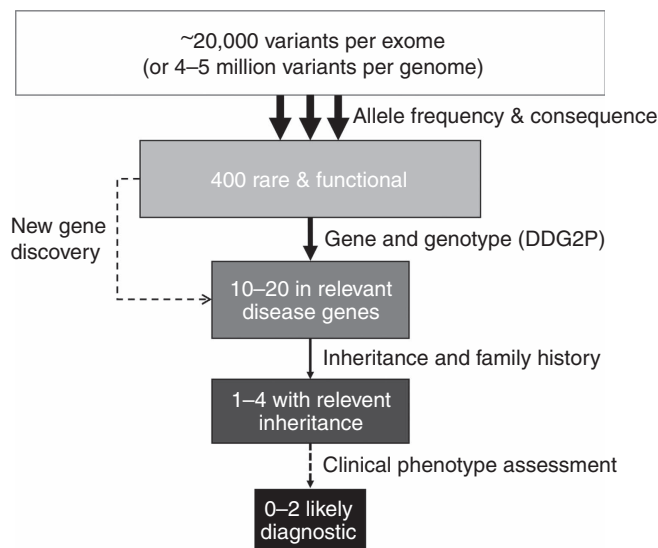 ~20,000 variants per exome
(or 4–5 million variants per genome)
Allele frequency & consequence
400 rare & functional
New gene
discovery
Gene and genotype (DDG2P)
10–20 in relevant
disease genes
Inheritance and family history
1–4 with relevent
inheritance
Clinical phenotype assessment
0–2 likely
diagnostic